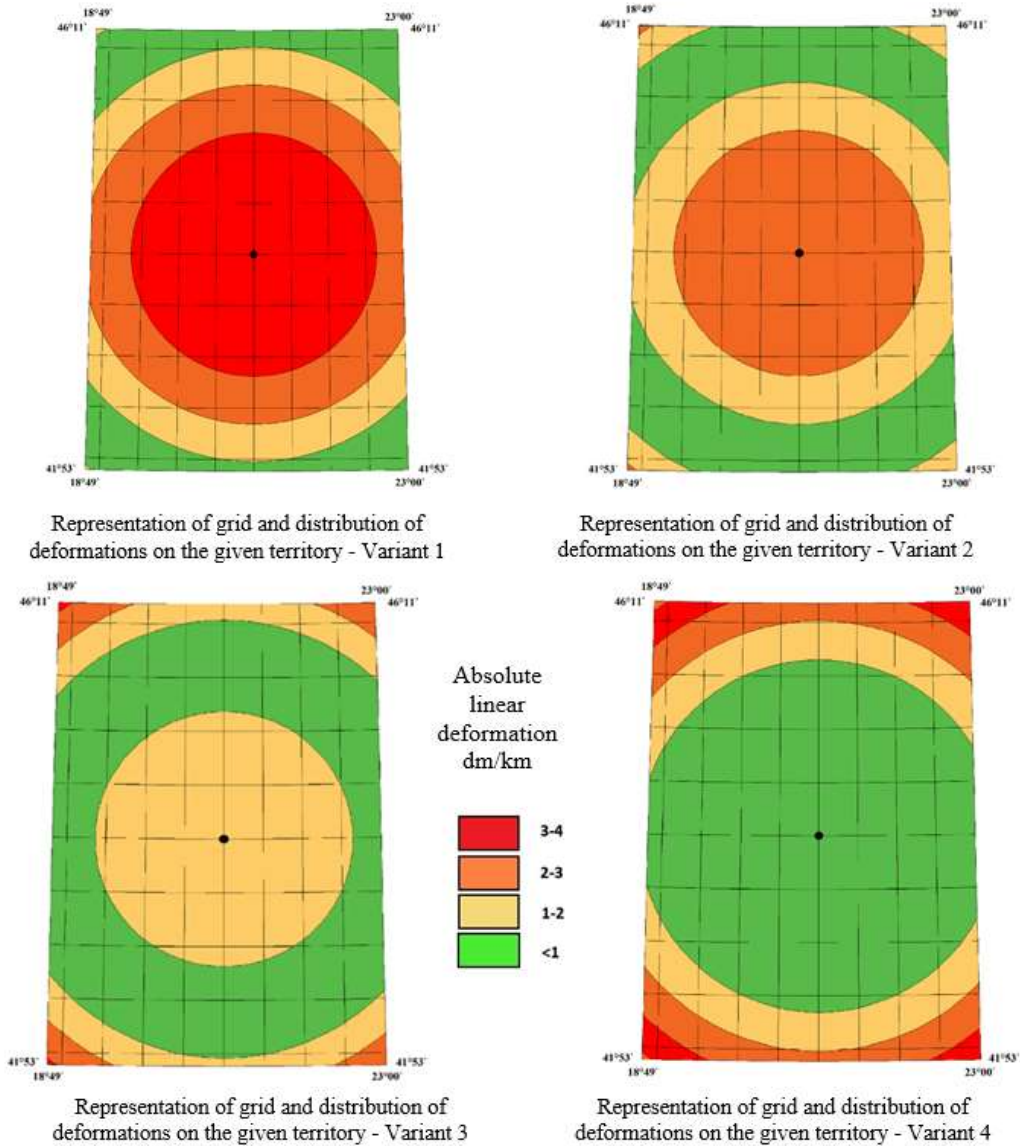 18°49` 23°00`
46°11` 46°11`
41°53` 41°53`
18°49` 23°00`
Representation of grid and distribution of
deformations on the given territory - Variant 1
18°49` 23°00`
46°11` 46°11`
41°53` 41°53`
18°49` 23°00`
Representation of grid and distribution of
deformations on the given territory - Variant 2
18°49` 23°00`
46°11` 46°11`
41°53` 41°53`
18°49` 23°00`
Representation of grid and distribution of
deformations on the given territory - Variant 3
Absolute
linear
deformation
dm/km
3-4
2-3
1-2
<1
18°49` 23°00`
46°11` 46°11`
41°53` 41°53`
18°49` 23°00`
Representation of grid and distribution of
deformations on the given territory - Variant 4